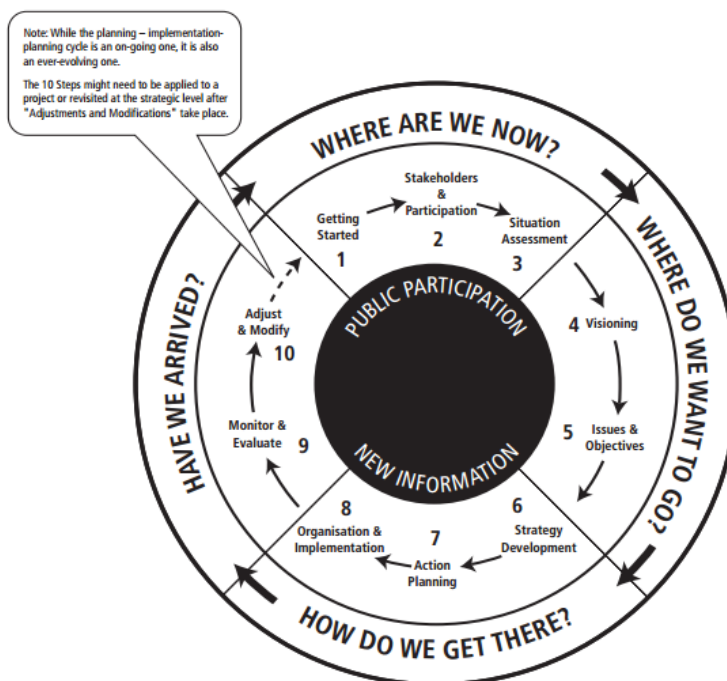 Note: While the planning – implementation-
planning cycle is an on-going one, it is also
an ever-evolving one.
The 10 Steps might need to be applied to a
project or revisited at the strategic level after
"Adjustments and Modifications" take place.
WHERE ARE WE NOW?
Getting
Started
1
Stakeholders
&
Participation
2
Situation
Assessment
3
WHERE DO WE WANT TO GO?
4 Visioning
5 Issues &
Objectives
HOW DO WE GET THERE?
6
Strategy
Development
7
Action
Planning
8
Organisation &
Implementation
HAVE WE ARRIVED?
Monitor &
Evaluate 9
Adjust
& Modify
10
PUBLIC PARTICIPATION
NEW INFORMATION